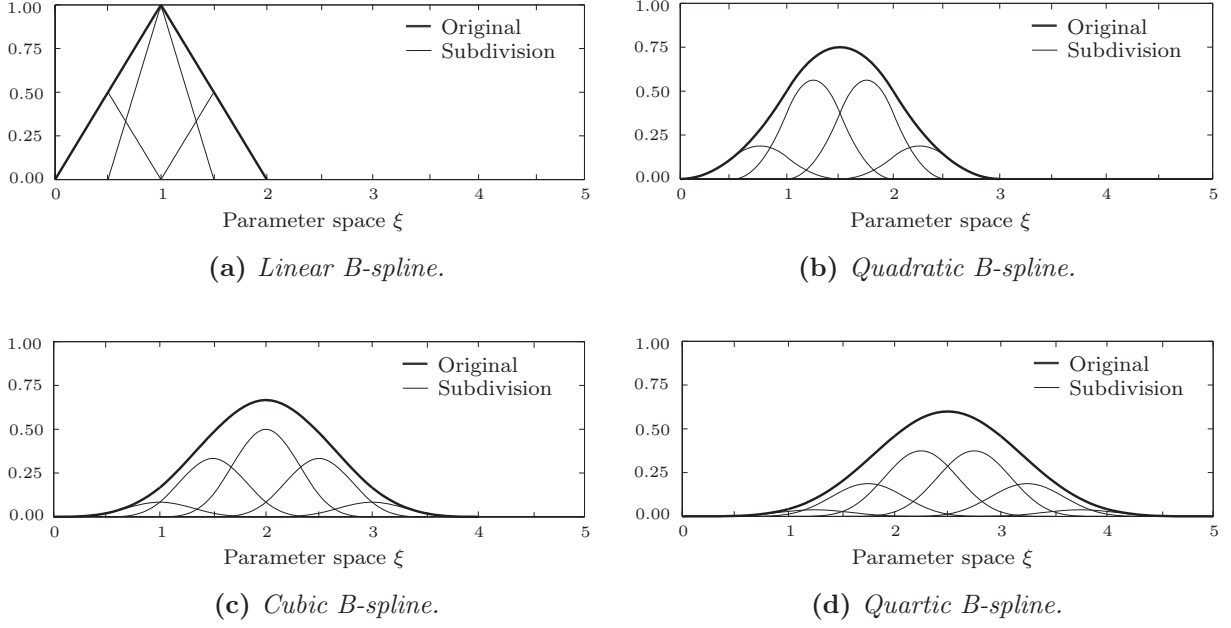 1.00
0.75
0.50
0.25
0.00
0 1 2 3 4 5
Original
Subdivision
Parameter space ξ
(a) Linear B-spline.
1.00
0.75
0.50
0.25
0.00
0 1 2 3 4 5
Original
Subdivision
Parameter space ξ
(b) Quadratic B-spline.
1.00
0.75
0.50
0.25
0.00
0 1 2 3 4 5
Original
Subdivision
Parameter space ξ
(c) Cubic B-spline.
1.00
0.75
0.50
0.25
0.00
0 1 2 3 4 5
Original
Subdivision
Parameter space ξ
(d) Quartic B-spline.